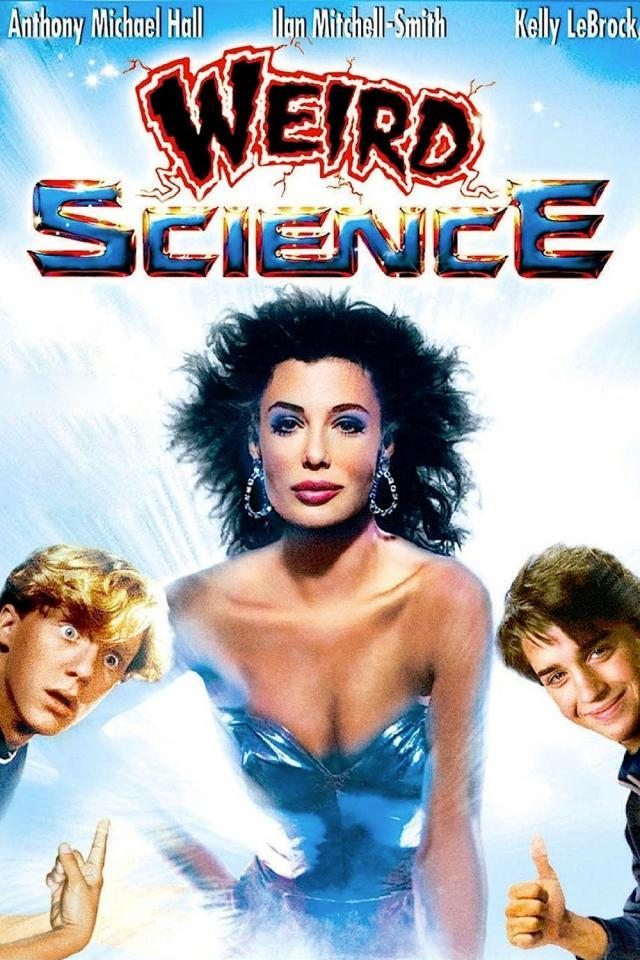 Anthony Michael Hall Ilan Mitchell-Smith Kelly LeBrock
WEIRD
SCIENCE